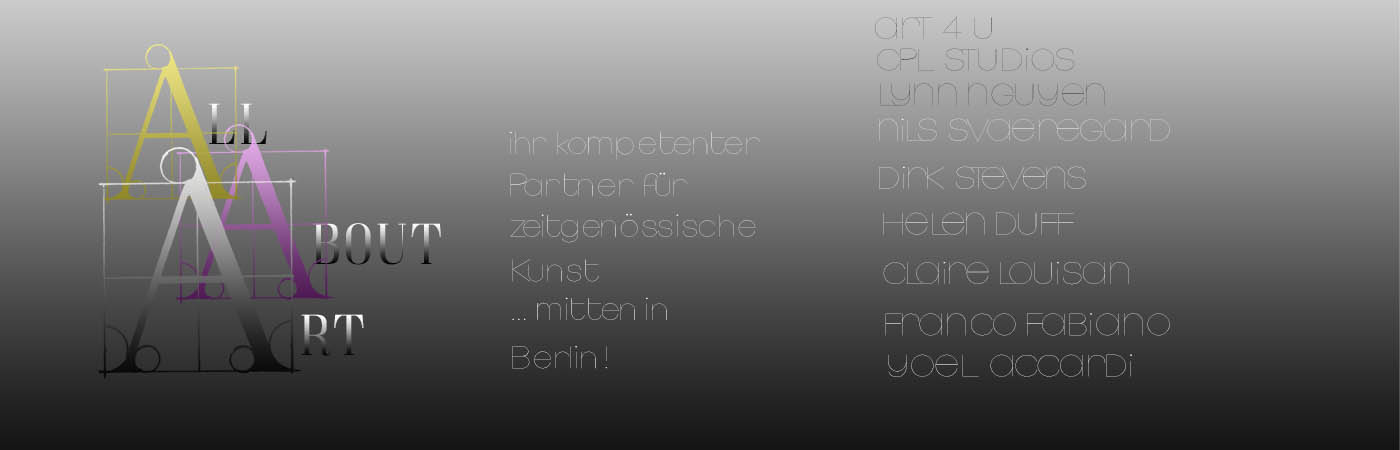 ALL
ABOUT
ART
ihr kompetenter
Partner für
zeitgenössische
Kunst
... mitten in
Berlin!
arT 4 U
CPL STUDiOS
Lynn nGUyen
niLS SvaereGarD
Dirk STevens
HeLen DUFF
CLaire LOUiSan
Franco FaBiano
yoeL accarDi